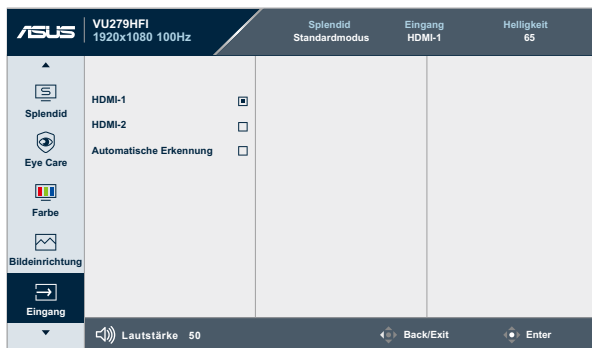 ASUS
VU279HFI
1920x1080 100Hz
Splendid
Standardmodus
Eingang
HDMI-1
Helligkeit
65
Splendid
Eye Care
Farbe
Bildeinrichtung
Eingang
HDMI-1
HDMI-2
Automatische Erkennung
Lautstärke 50
Back/Exit
Enter